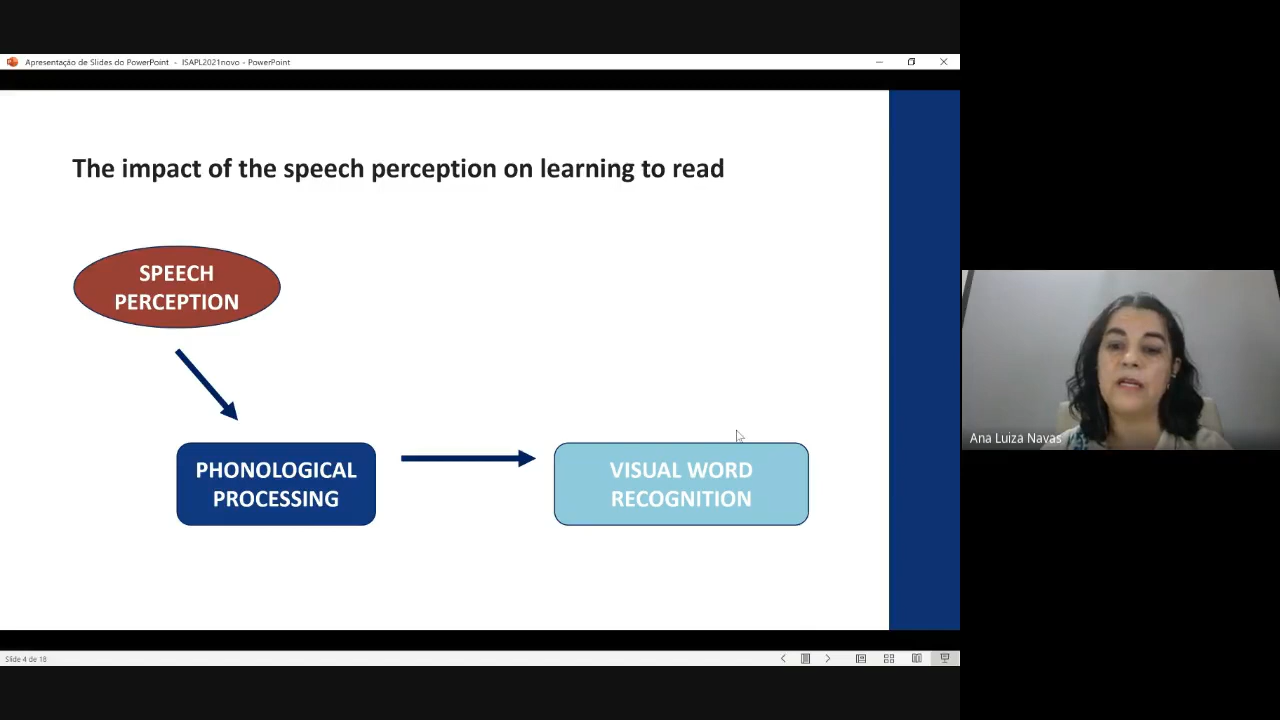 Apresentação de Slides do PowerPoint - ISAPL2021novo - PowerPoint
The impact of the speech perception on learning to read
SPEECH
PERCEPTION
PHONOLOGICAL
PROCESSING
VISUAL WORD
RECOGNITION
Ana Luiza Navas
Slide 4 de 18